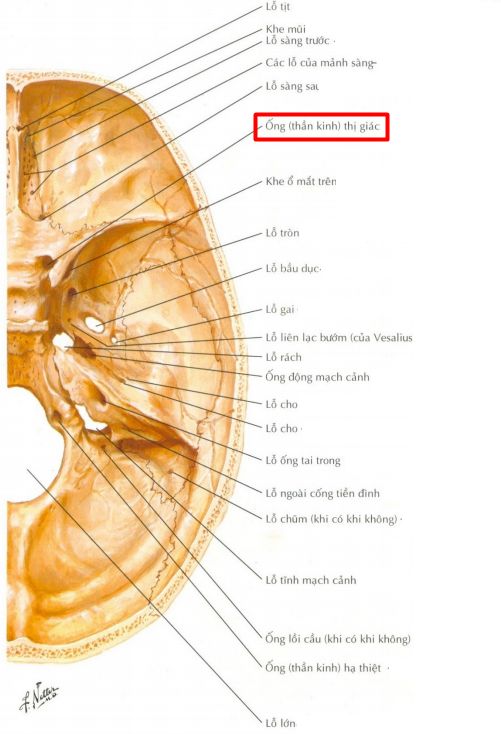 Lỗ tịt
Khe mũi
Lỗ sàng trước
Các lỗ của mảnh sàng
Lỗ sàng sau
Ống (thần kinh) thị giác
Khe ổ mắt trên
Lỗ tròn
Lỗ bầu dục
Lỗ gai
Lỗ liên lạc bướm (của Vesalius
Lỗ rách
Ống động mạch cảnh
Lỗ cho
Lỗ cho
Lỗ ống tai trong
Lỗ ngoài cống tiền đình
Lỗ chũm (khi có khi không)
Lỗ tĩnh mạch cảnh
Ống lồi cầu (khi có khi không)
Ống (thần kinh) hạ thiệt
F. Netter
Lỗ lớn